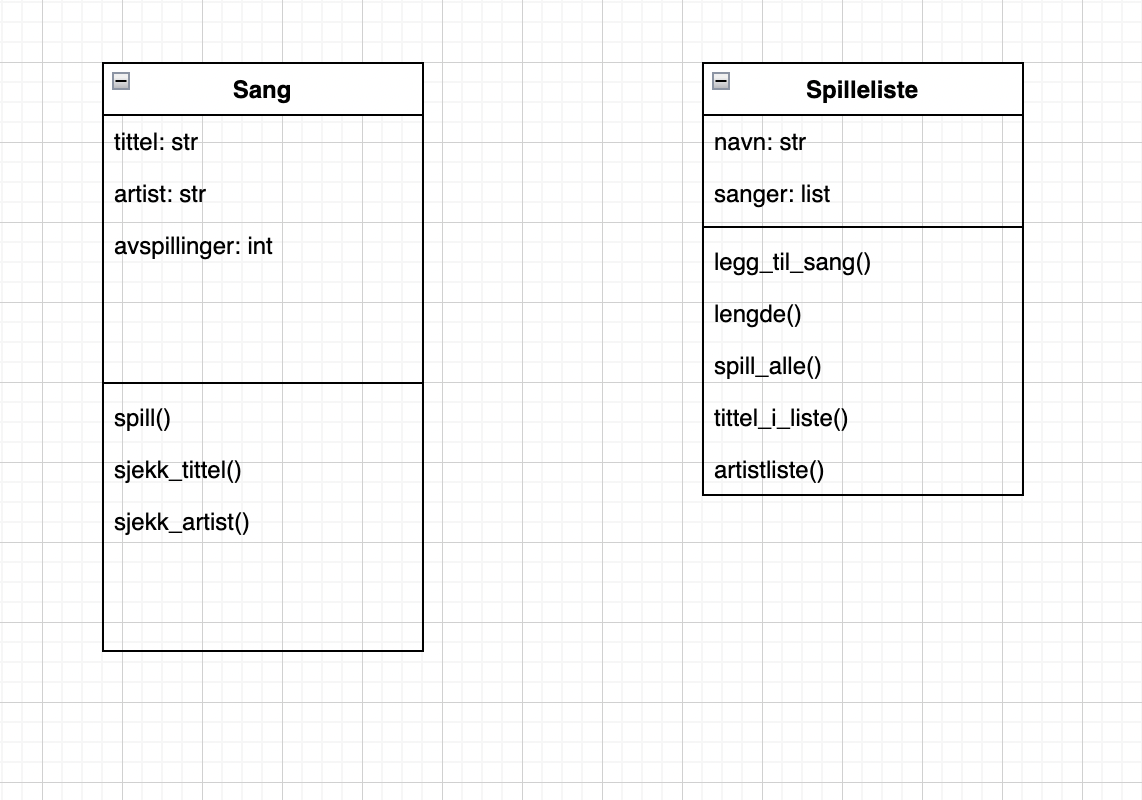 Sang
tittel: str
artist: str
avspillinger: int
spill()
sjekk_tittel()
sjekk_artist()
Spilleliste
navn: str
sanger: list
legg_til_sang()
lengde()
spill_alle()
tittel_i_liste()
artistliste()